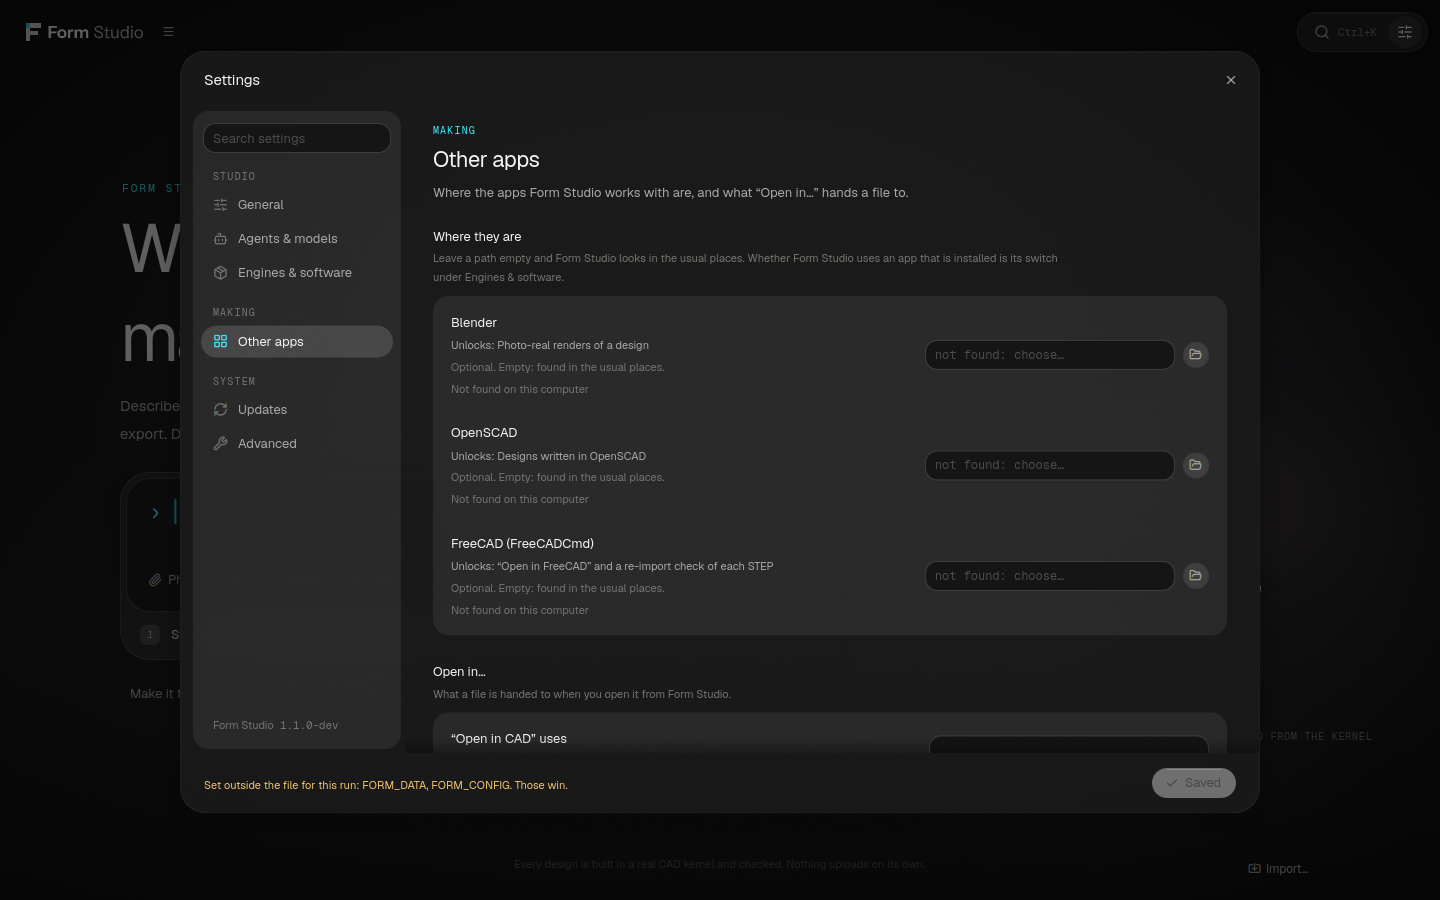 Form Studio
Ctrl+K
Settings
Search settings
STUDIO
General
Agents & models
Engines & software
MAKING
Other apps
SYSTEM
Updates
Advanced
Form Studio 1.1.0-dev
MAKING
Other apps
Where the apps Form Studio works with are, and what “Open in…” hands a file to.
Where they are
Leave a path empty and Form Studio looks in the usual places. Whether Form Studio uses an app that is installed is its switch
under Engines & software.
Blender
Unlocks: Photo-real renders of a design
Optional. Empty: found in the usual places.
Not found on this computer
not found: choose…
OpenSCAD
Unlocks: Designs written in OpenSCAD
Optional. Empty: found in the usual places.
Not found on this computer
not found: choose…
FreeCAD (FreeCADCmd)
Unlocks: “Open in FreeCAD” and a re-import check of each STEP
Optional. Empty: found in the usual places.
Not found on this computer
not found: choose…
Open in…
What a file is handed to when you open it from Form Studio.
“Open in CAD” uses
Set outside the file for this run: FORM_DATA, FORM_CONFIG. Those win.
Saved
FORM ST
W
ma
Describe
export. D
Ph
1
S
Make it f
FROM THE KERNEL
Every design is built in a real CAD kernel and checked. Nothing uploads on its own.
Import…